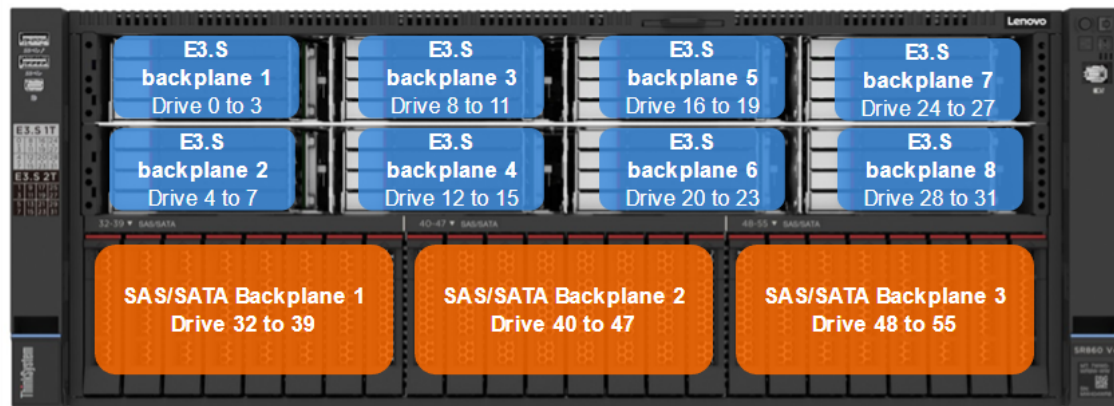 Lenovo
E3.S
backplane 1
Drive 0 to 3
E3.S
backplane 3
Drive 8 to 11
E3.S
backplane 5
Drive 16 to 19
E3.S
backplane 7
Drive 24 to 27
E3.S 1T
E3.S 2T
E3.S
backplane 2
Drive 4 to 7
E3.S
backplane 4
Drive 12 to 15
E3.S
backplane 6
Drive 20 to 23
E3.S
backplane 8
Drive 28 to 31
32-39 ▼ SAS/SATA
40-47 ▼ SAS/SATA
48-55 ▼ SAS/SATA
SAS/SATA Backplane 1
Drive 32 to 39
SAS/SATA Backplane 2
Drive 40 to 47
SAS/SATA Backplane 3
Drive 48 to 55
ThinkSystem
SR860 V